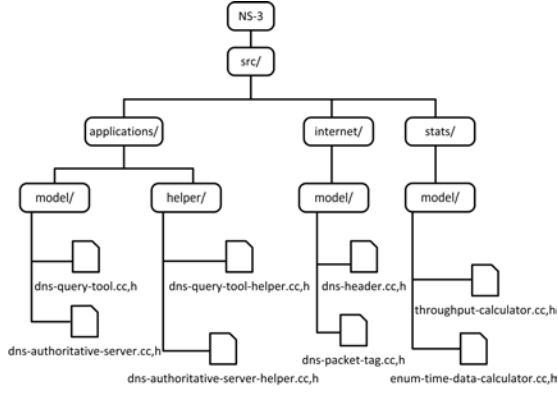 NS-3
src/
applications/
internet/
stats/
model/
helper/
model/
model/
dns-query-tool.cc,h
dns-query-tool-helper.cc,h
dns-header.cc,h
throughput-calculator.cc,h
dns-authoritative-server.cc,h
dns-packet-tag.cc,h
dns-authoritative-server-helper.cc,h
enum-time-data-calculator.cc,h